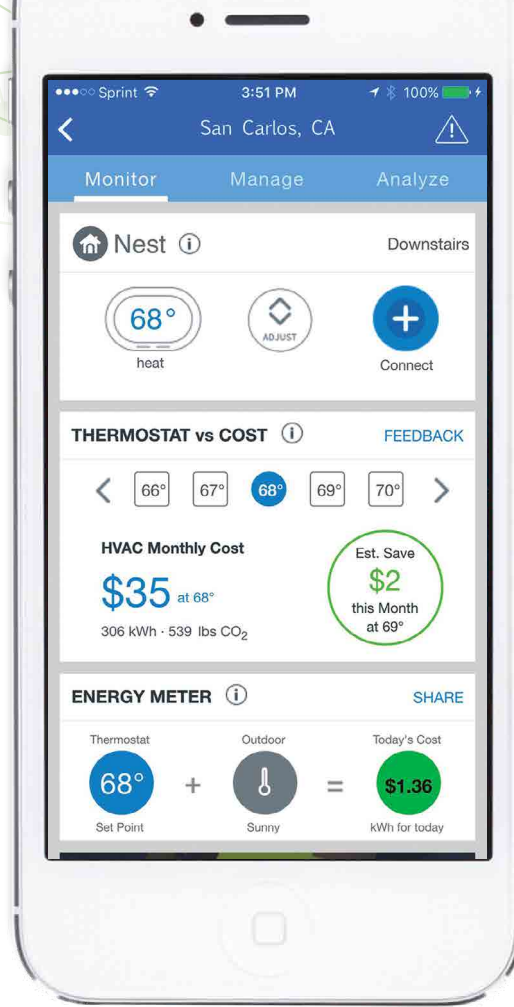 Sprint 3:51 PM 100%
San Carlos, CA
Monitor Manage Analyze
Nest Downstairs
68°
ADJUST
heat Connect
THERMOSTAT vs COST FEEDBACK
66° 67° 68° 69° 70°
HVAC Monthly Cost
Est. Save
$35 at 68°
$2
this Month
306 kWh · 539 lbs CO₂
at 69°
ENERGY METER SHARE
Thermostat Outdoor Today's Cost
68° + = $1.36
Set Point Sunny kWh for today